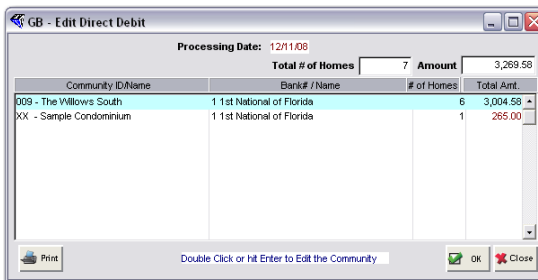 GB - Edit Direct Debit
Processing Date: 12/11/08
Total # of Homes 7 Amount 3,269.58
Community ID/Name Bank# / Name # of Homes Total Amt.
009 - The Willows South 1 1st National of Florida 6 3,004.58
XX - Sample Condominium 1 1st National of Florida 1 265.00
Print Double Click or hit Enter to Edit the Community OK Close